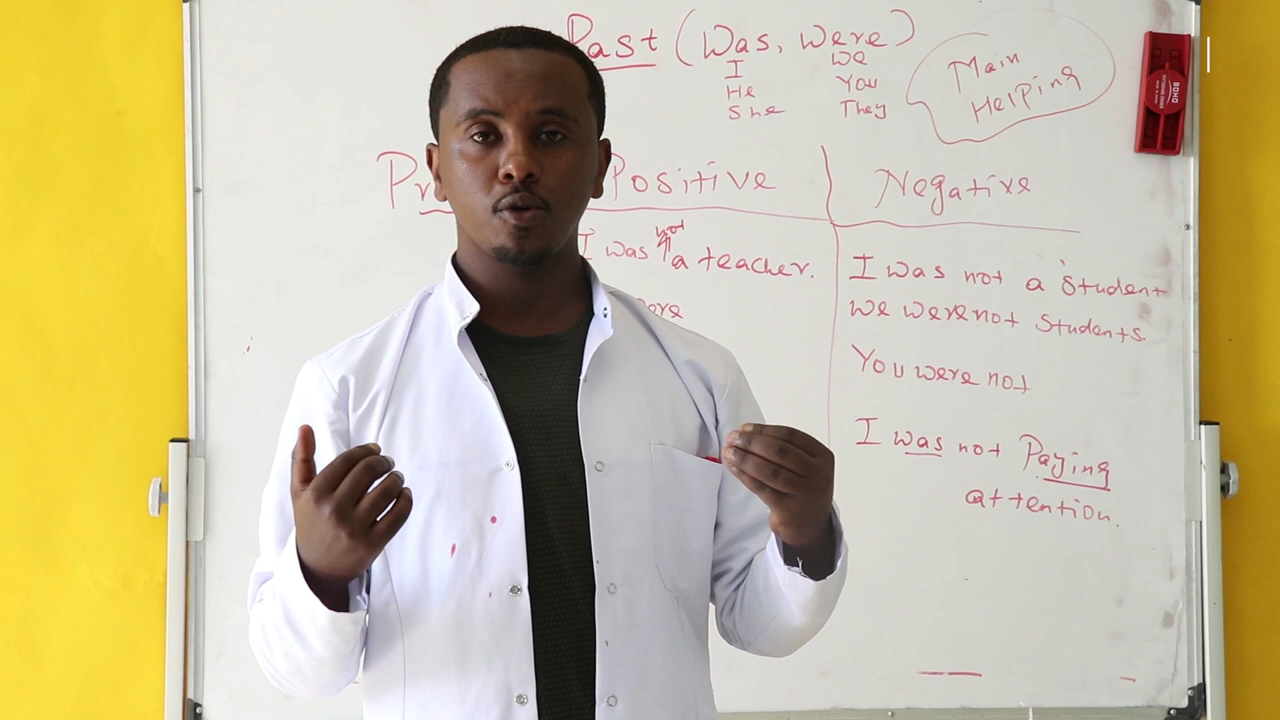 Past (Was, Were)
I We
He You
She They
Main
Helping
Positive Negative
I was not a teacher.
I was not a student
We were not students.
You were not
I was not Paying
attention.
BOHO